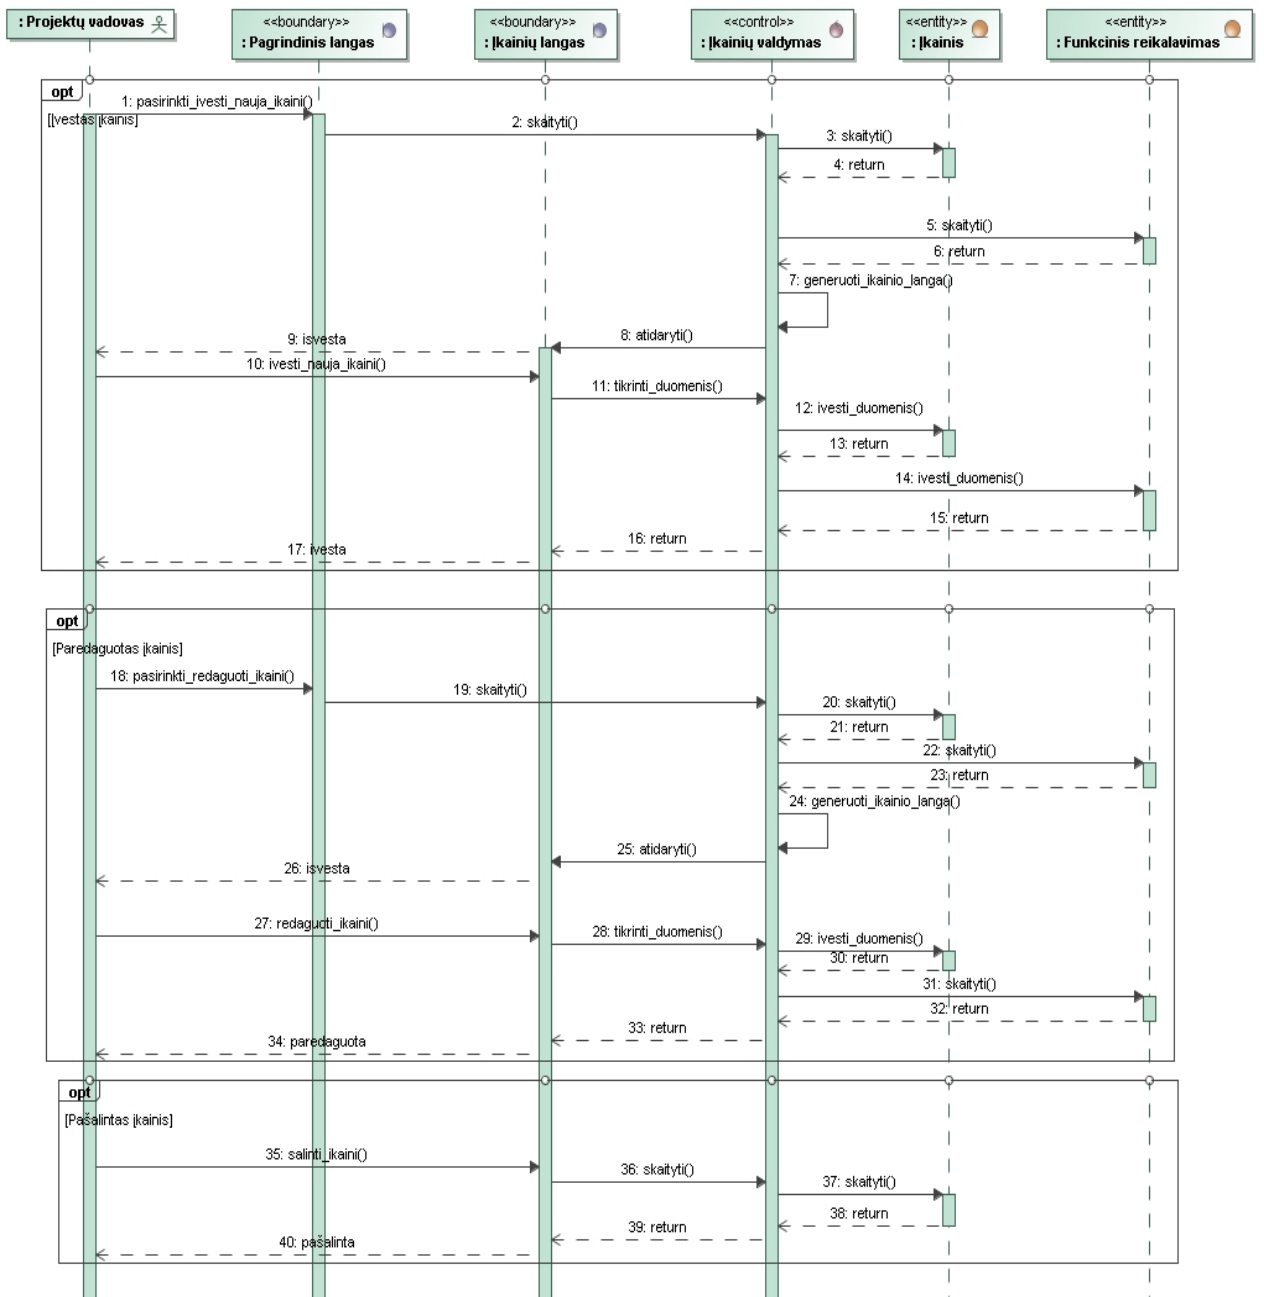 : Projektų vadovas
<<boundary>>
: Pagrindinis langas
<<boundary>>
: Įkainių langas
<<control>>
: Įkainių valdymas
<<entity>>
: Įkainis
<<entity>>
: Funkcinis reikalavimas
opt
[Įvestas įkainis]
1: pasirinkti_ivesti_nauja_ikaini()
2: skaityti()
3: skaityti()
4: return
5: skaityti()
6: return
7: generuoti_ikainio_langa()
8: atidaryti()
9: isvesta
10: ivesti_nauja_ikaini()
11: tikrinti_duomenis()
12: ivesti_duomenis()
13: return
14: ivesti_duomenis()
15: return
16: return
17: ivesta
opt
[Paredaguotas įkainis]
18: pasirinkti_redaguoti_ikaini()
19: skaityti()
20: skaityti()
21: return
22: skaityti()
23: return
24: generuoti_ikainio_langa()
25: atidaryti()
26: isvesta
27: redaguoti_ikaini()
28: tikrinti_duomenis()
29: ivesti_duomenis()
30: return
31: skaityti()
32: return
33: return
34: paredaguota
opt
[Pašalintas įkainis]
35: salinti_ikaini()
36: skaityti()
37: skaityti()
38: return
39: return
40: pašalinta